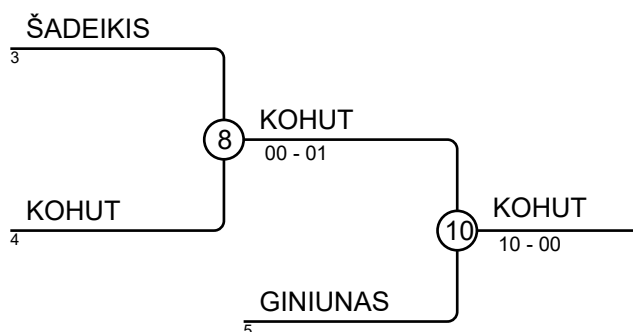 ŠADEIKIS
3
8
KOHUT
00 - 01
KOHUT
4
10
KOHUT
10 - 00
GINIUNAS
5